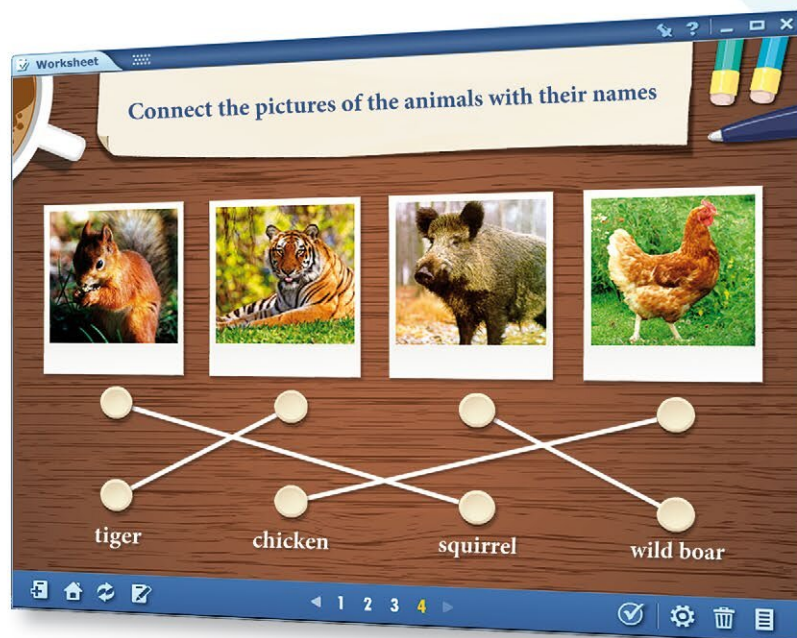 Worksheet
?
Connect the pictures of the animals with their names
tiger
chicken
squirrel
wild boar
1 2 3 4